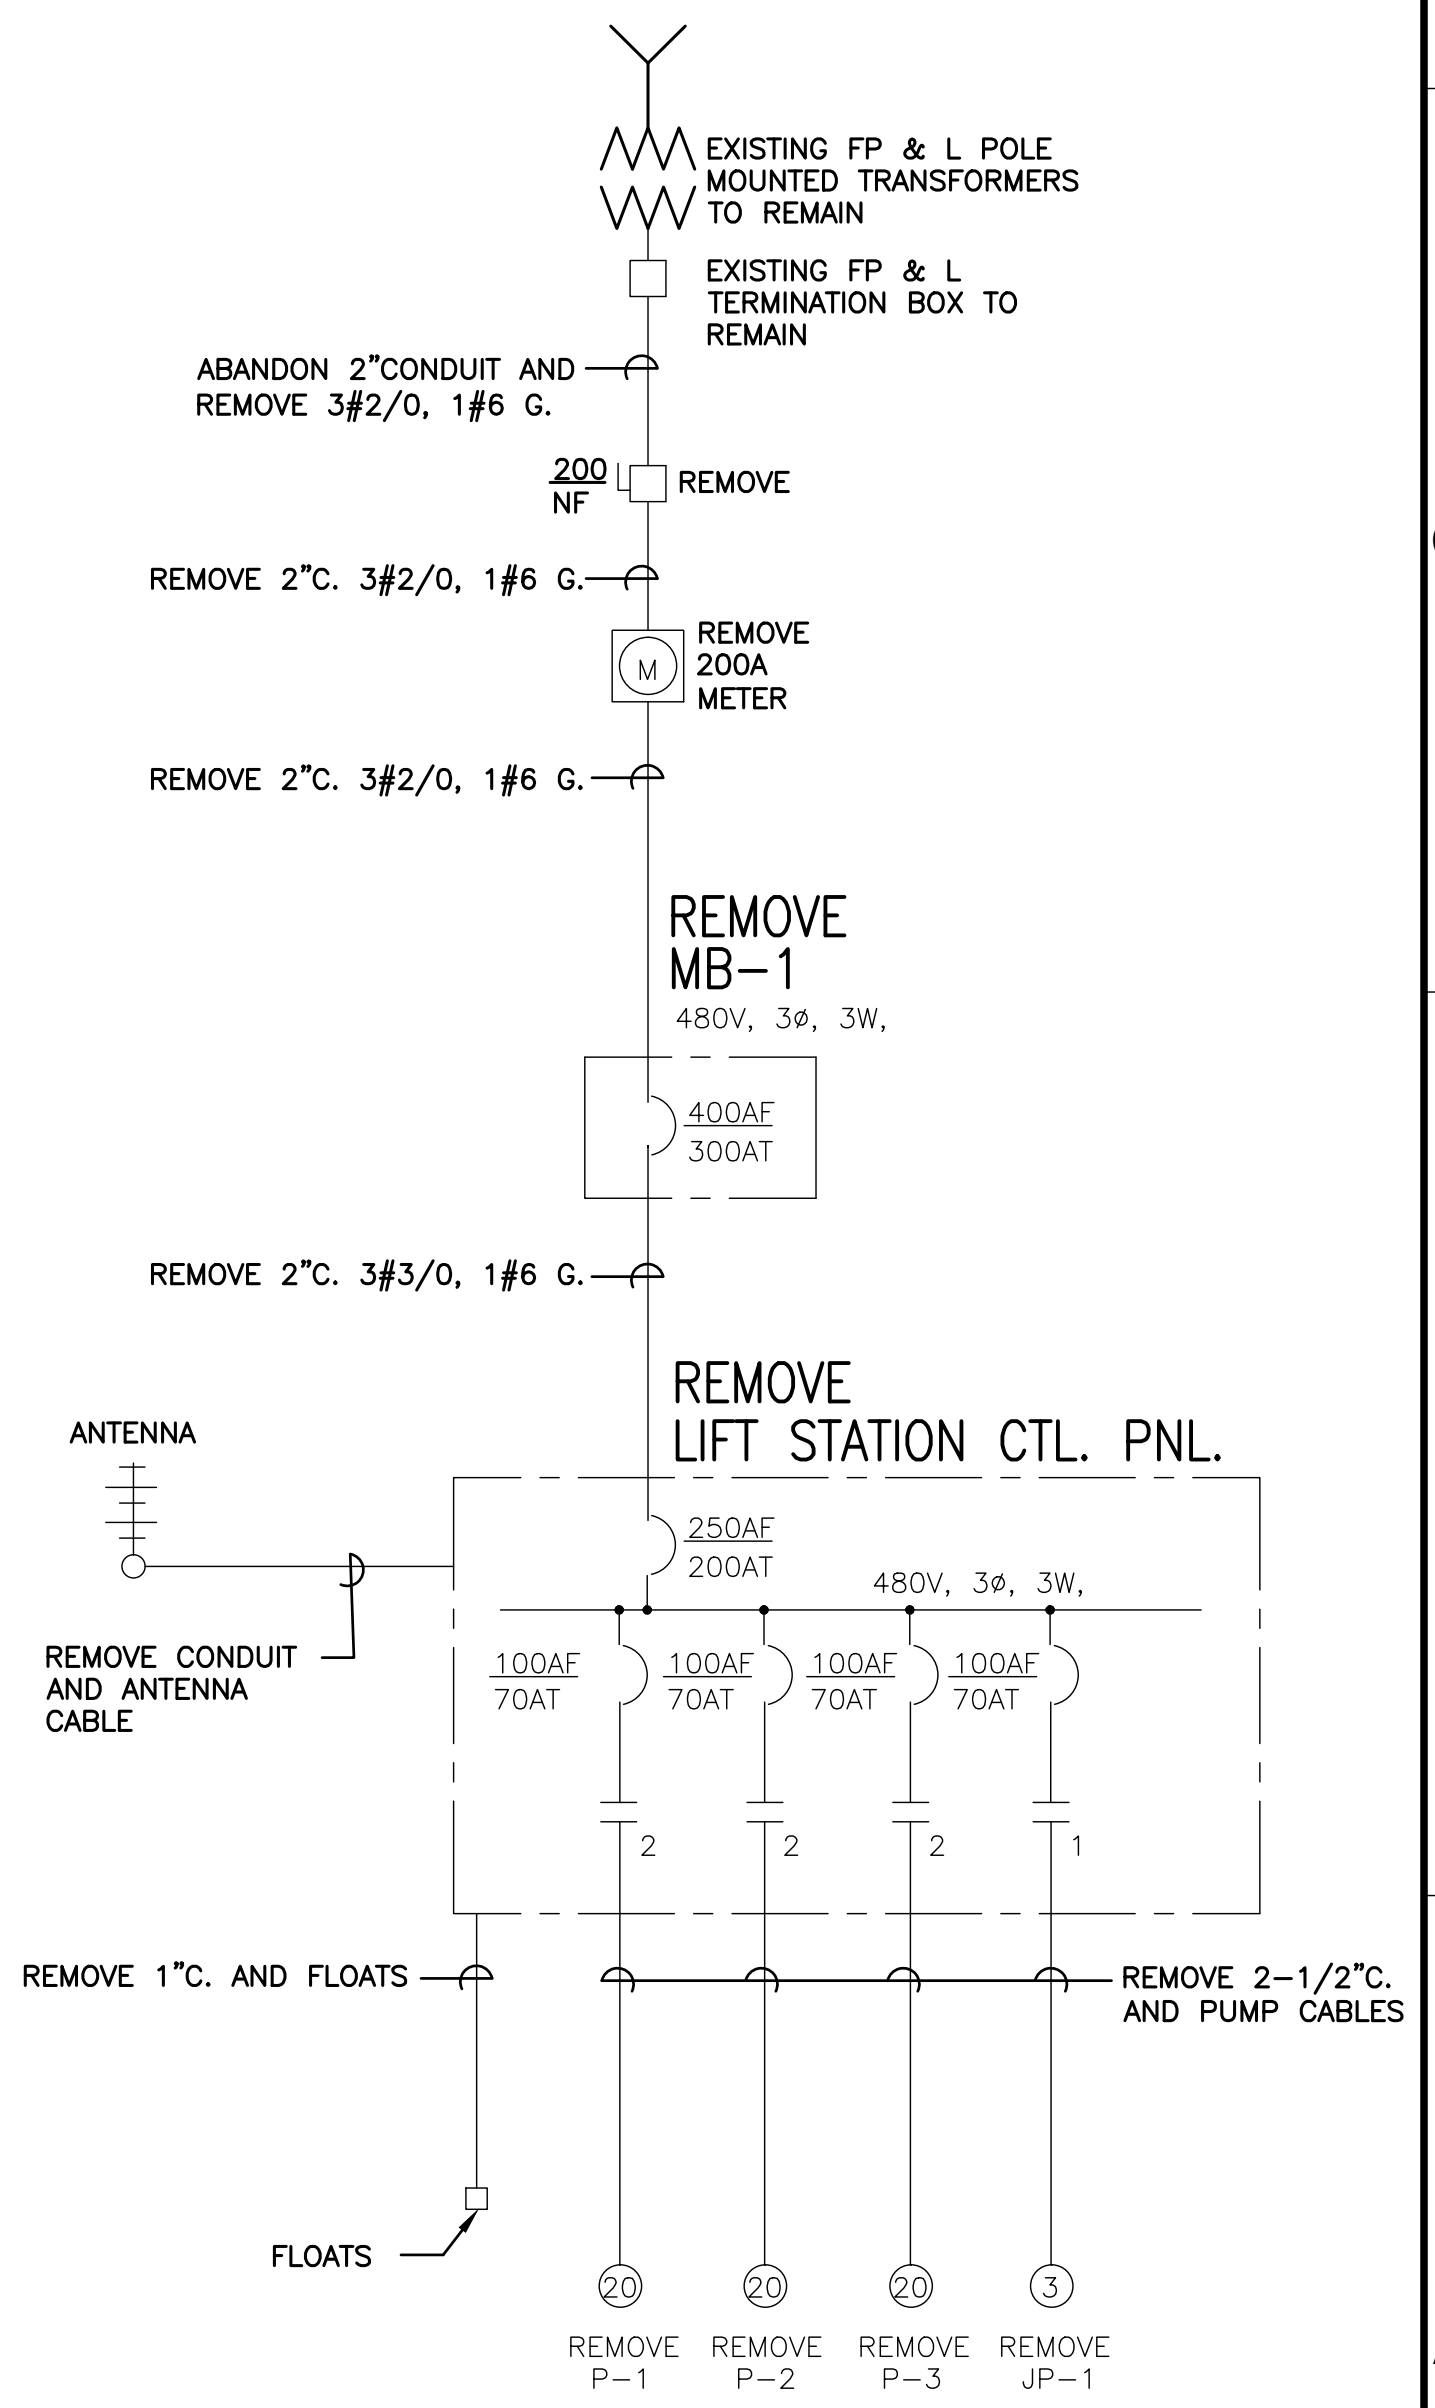 EXISTING FP & L POLE
MOUNTED TRANSFORMERS
TO REMAIN
EXISTING FP & L
TERMINATION BOX TO
REMAIN
ABANDON 2"CONDUIT AND
REMOVE 3#2/0, 1#6 G.
200
NF
REMOVE
REMOVE 2"C. 3#2/0, 1#6 G.
M
REMOVE
200A
METER
REMOVE 2"C. 3#2/0, 1#6 G.
REMOVE
MB-1
480V, 3ø, 3W,
400AF
300AT
REMOVE 2"C. 3#3/0, 1#6 G.
REMOVE
LIFT STATION CTL. PNL.
ANTENNA
250AF
200AT
480V, 3ø, 3W,
REMOVE CONDUIT
AND ANTENNA
CABLE
100AF 100AF 100AF 100AF
70AT 70AT 70AT 70AT
2 2 2 1
REMOVE 1"C. AND FLOATS
REMOVE 2-1/2"C.
AND PUMP CABLES
FLOATS
20 20 20 3
REMOVE REMOVE REMOVE REMOVE
P-1 P-2 P-3 JP-1